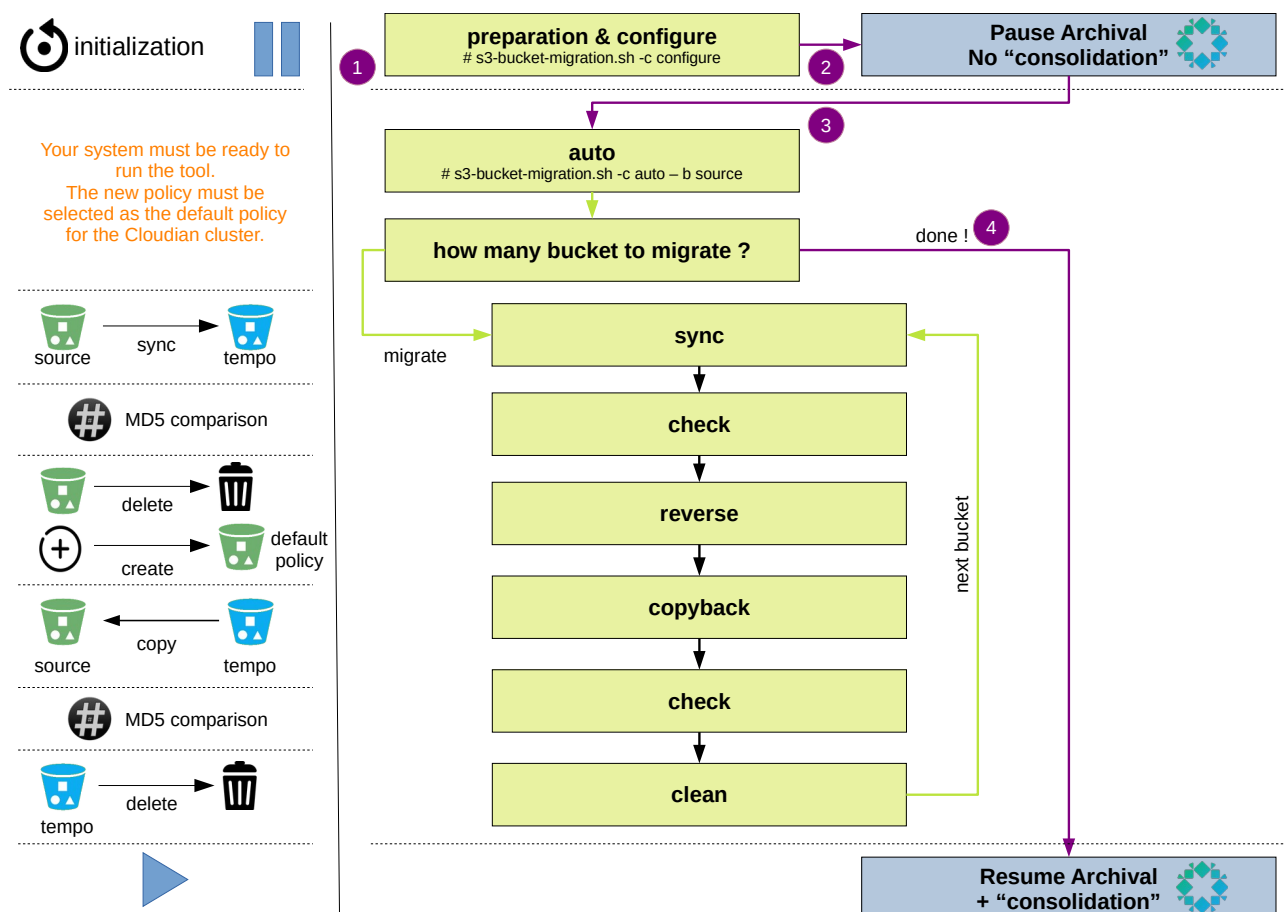 initialization
1
preparation & configure
# s3-bucket-migration.sh -c configure
2
Pause Archival
No “consolidation”
3
Your system must be ready to
run the tool.
The new policy must be
selected as the default policy
for the Cloudian cluster.
auto
# s3-bucket-migration.sh -c auto – b source
how many bucket to migrate ?
done !
4
source
sync
tempo
migrate
sync
MD5 comparison
check
delete
reverse
next bucket
create
default
policy
source
copy
tempo
copyback
MD5 comparison
check
tempo
delete
clean
Resume Archival
+ “consolidation”